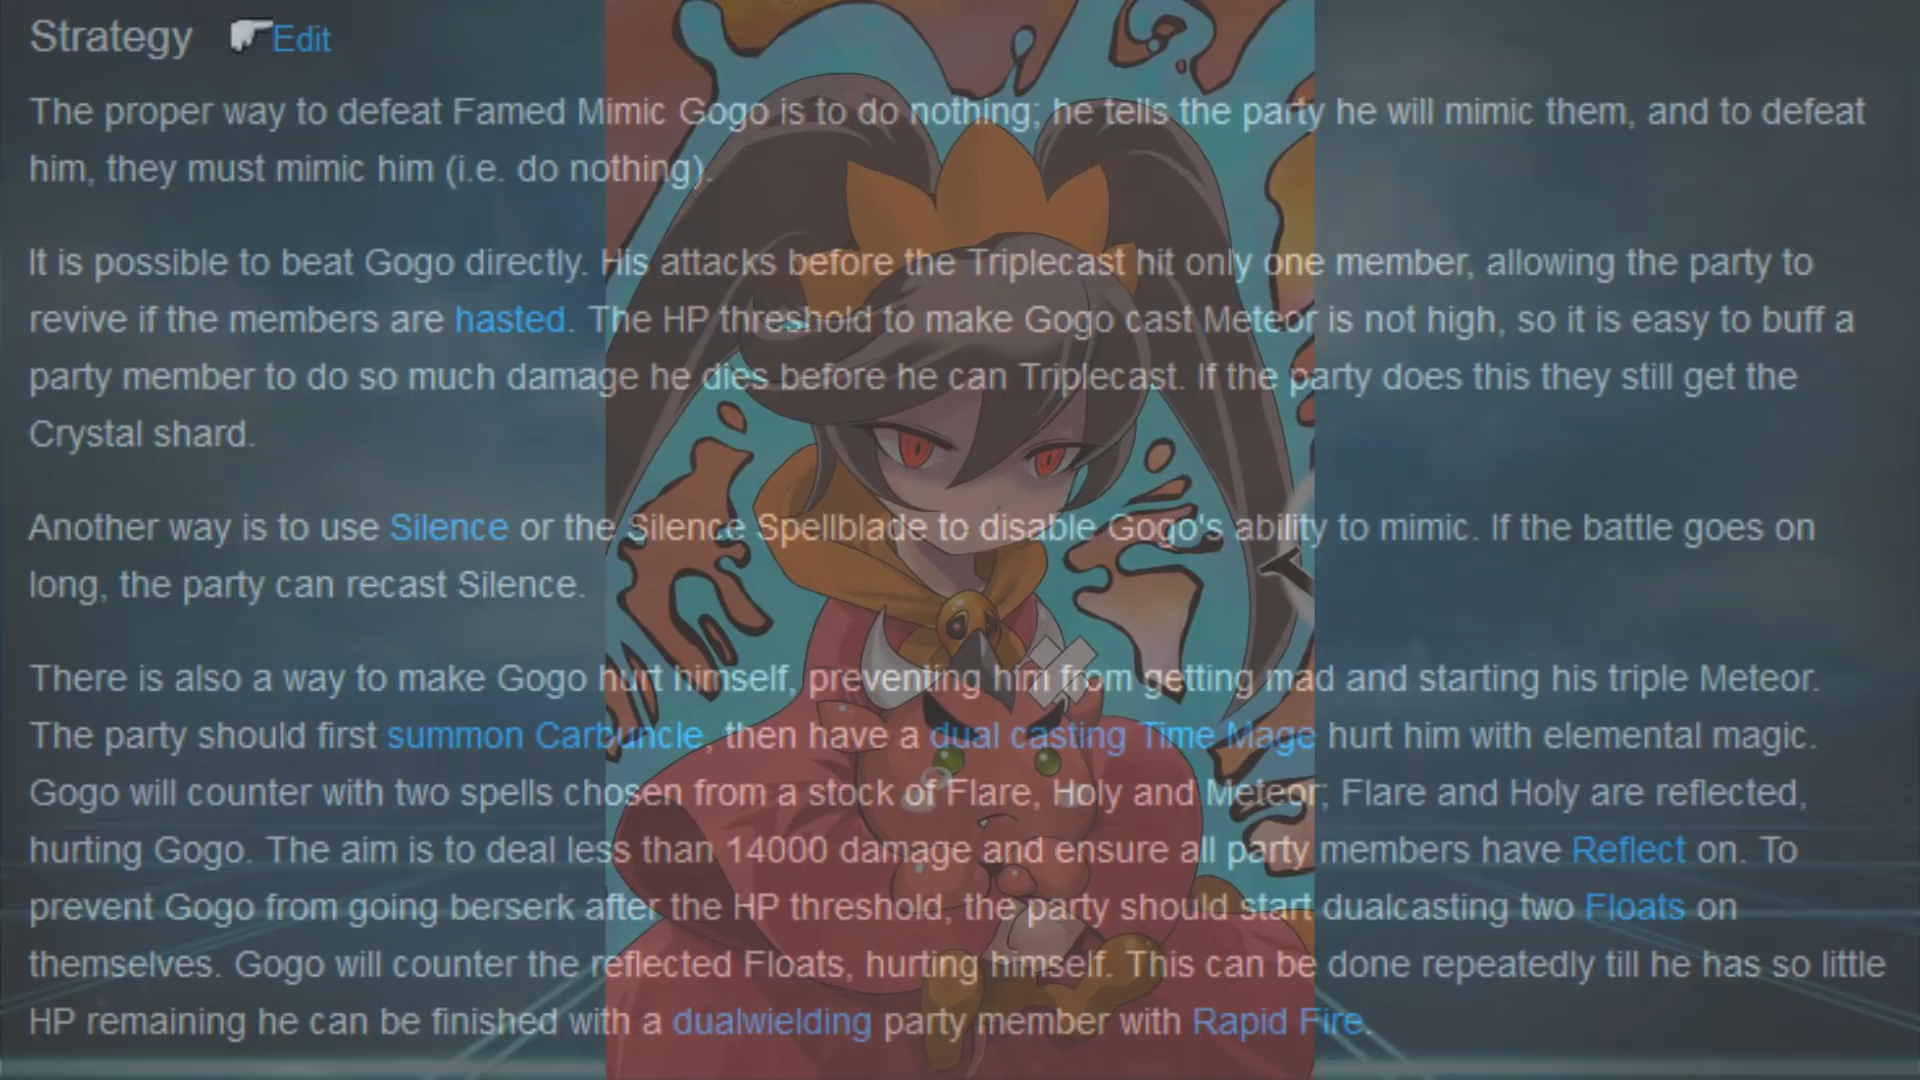 Strategy Edit
The proper way to defeat Famed Mimic Gogo is to do nothing; he tells the party he will mimic them, and to defeat
him, they must mimic him (i.e. do nothing).
It is possible to beat Gogo directly. His attacks before the Triplecast hit only one member, allowing the party to
revive if the members are hasted. The HP threshold to make Gogo cast Meteor is not high, so it is easy to buff a
party member to do so much damage he dies before he can Triplecast. If the party does this they still get the
Crystal shard.
Another way is to use Silence or the Silence Spellblade to disable Gogo's ability to mimic. If the battle goes on
long, the party can recast Silence.
There is also a way to make Gogo hurt himself, preventing him from getting mad and starting his triple Meteor.
The party should first summon Carbuncle, then have a dual casting Time Mage hurt him with elemental magic.
Gogo will counter with two spells chosen from a stock of Flare, Holy and Meteor; Flare and Holy are reflected,
hurting Gogo. The aim is to deal less than 14000 damage and ensure all party members have Reflect on. To
prevent Gogo from going berserk after the HP threshold, the party should start dualcasting two Floats on
themselves. Gogo will counter the reflected Floats, hurting himself. This can be done repeatedly till he has so little
HP remaining he can be finished with a dualwielding party member with Rapid Fire.